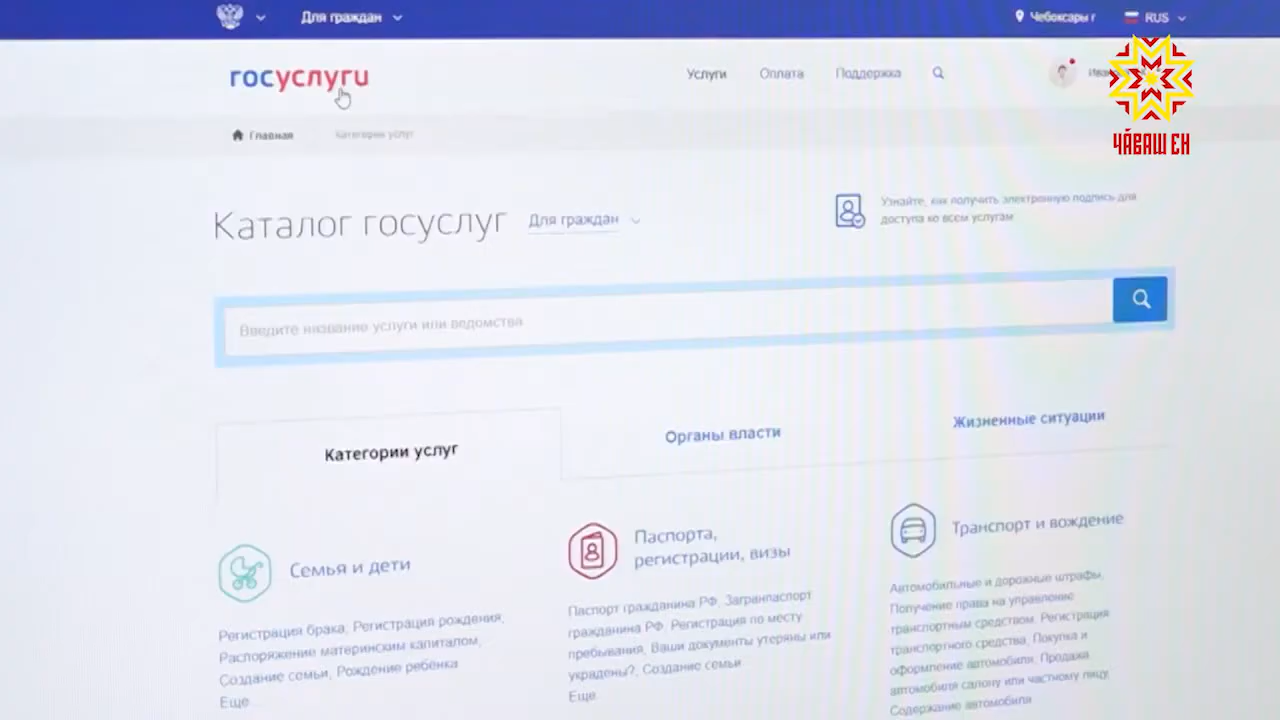 Для граждан
Чебоксары г
RUS
госуслуги
Услуги
Оплата
Поддержка
ЧӐВАШ ЕН
Главная
Категории услуг
Каталог госуслуг
Для граждан
Узнайте, как получить электронную подпись для
доступа ко всем услугам
Введите название услуги или ведомства
Категории услуг
Органы власти
Жизненные ситуации
Семья и дети
Регистрация брака, Регистрация рождения,
Распоряжение материнским капиталом,
Создание семьи, Рождение ребёнка
Еще...
Паспорта,
регистрации, визы
Паспорт гражданина РФ, Загранпаспорт
гражданина РФ, Регистрация по месту
пребывания, Ваши документы утеряны или
украдены?, Создание семьи
Еще...
Транспорт и вождение
Автомобильные и дорожные штрафы,
Получение права на управление
транспортным средством, Регистрация
транспортного средства, Покупка и
оформление автомобиля, Продажа
автомобиля салону или частному лицу,
Содержание автомобиля